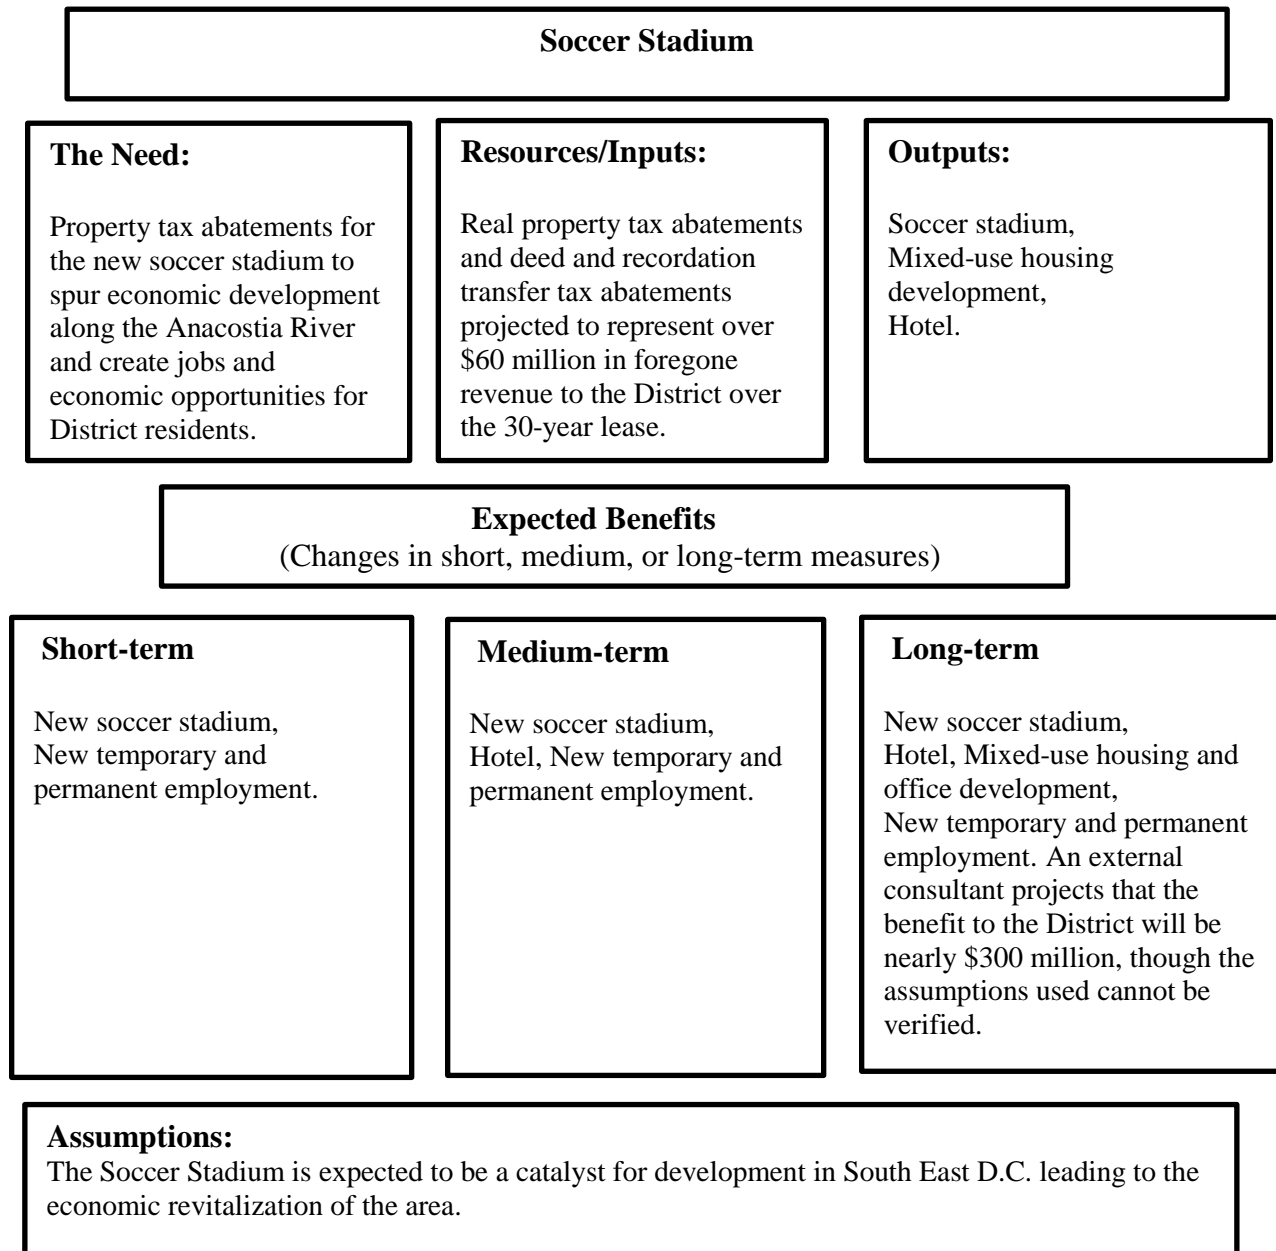 Soccer Stadium
The Need:
Property tax abatements for
the new soccer stadium to
spur economic development
along the Anacostia River
and create jobs and
economic opportunities for
District residents.
Resources/Inputs:
Real property tax abatements
and deed and recordation
transfer tax abatements
projected to represent over
$60 million in foregone
revenue to the District over
the 30-year lease.
Outputs:
Soccer stadium,
Mixed-use housing
development,
Hotel.
Expected Benefits
(Changes in short, medium, or long-term measures)
Short-term
New soccer stadium,
New temporary and
permanent employment.
Medium-term
New soccer stadium,
Hotel, New temporary and
permanent employment.
Long-term
New soccer stadium,
Hotel, Mixed-use housing and
office development,
New temporary and permanent
employment. An external
consultant projects that the
benefit to the District will be
nearly $300 million, though the
assumptions used cannot be
verified.
Assumptions:
The Soccer Stadium is expected to be a catalyst for development in South East D.C. leading to the
economic revitalization of the area.